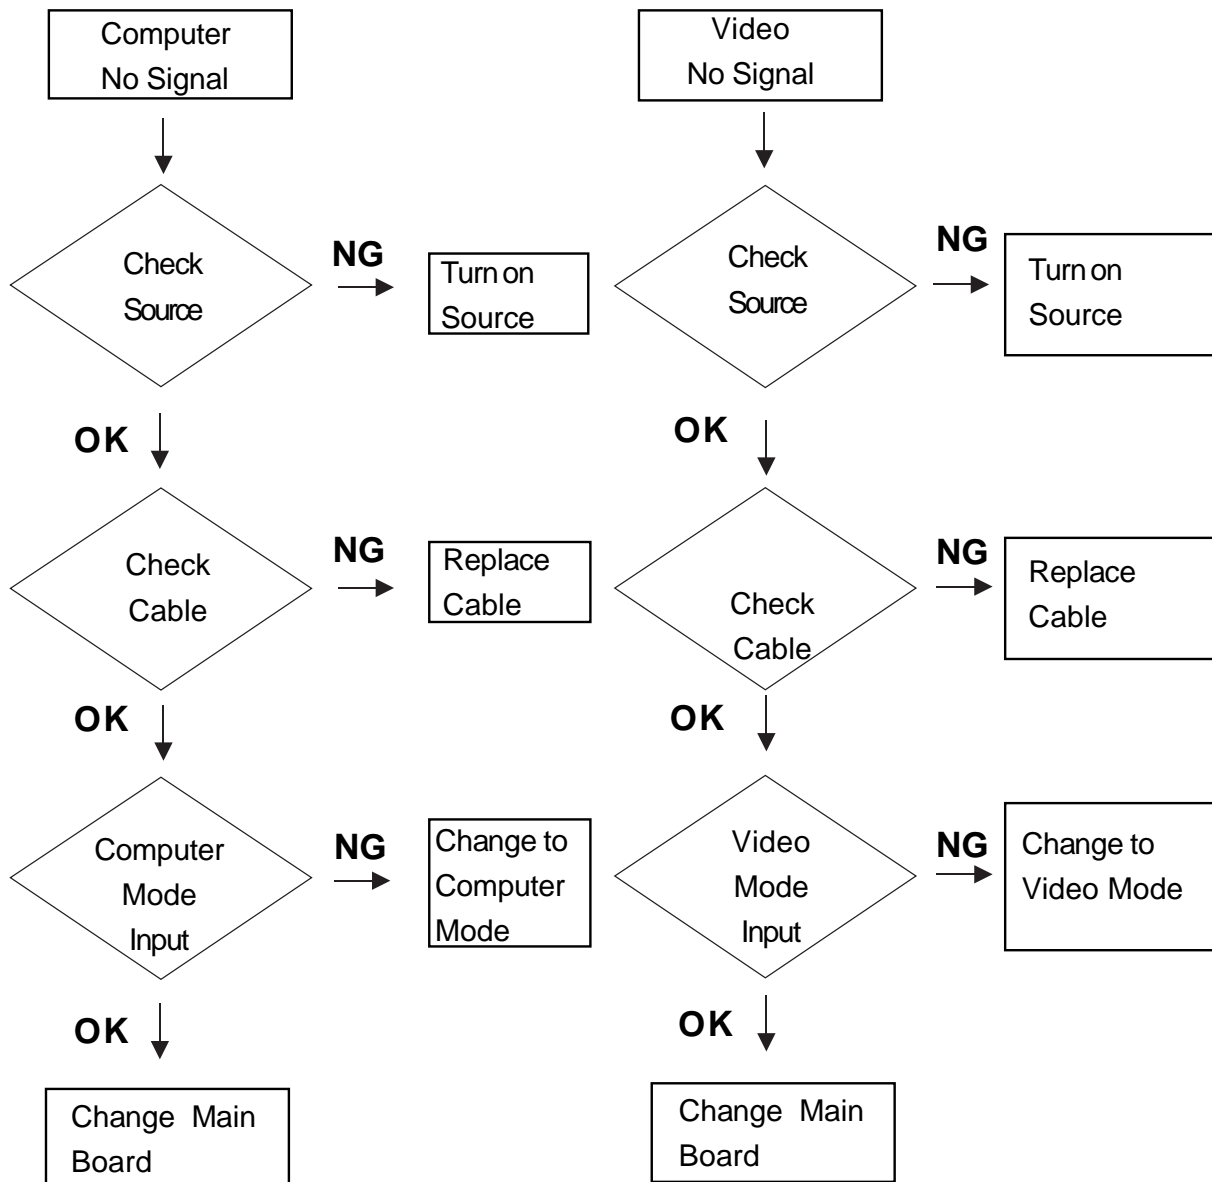 Computer
No Signal
Check
Source
NG
Turn on
Source
OK
Check
Cable
NG
Replace
Cable
OK
Computer
Mode
Input
NG
Change to
Computer
Mode
OK
Change Main
Board
Video
No Signal
Check
Source
NG
Turn on
Source
OK
Check
Cable
NG
Replace
Cable
OK
Video
Mode
Input
NG
Change to
Video Mode
OK
Change Main
Board